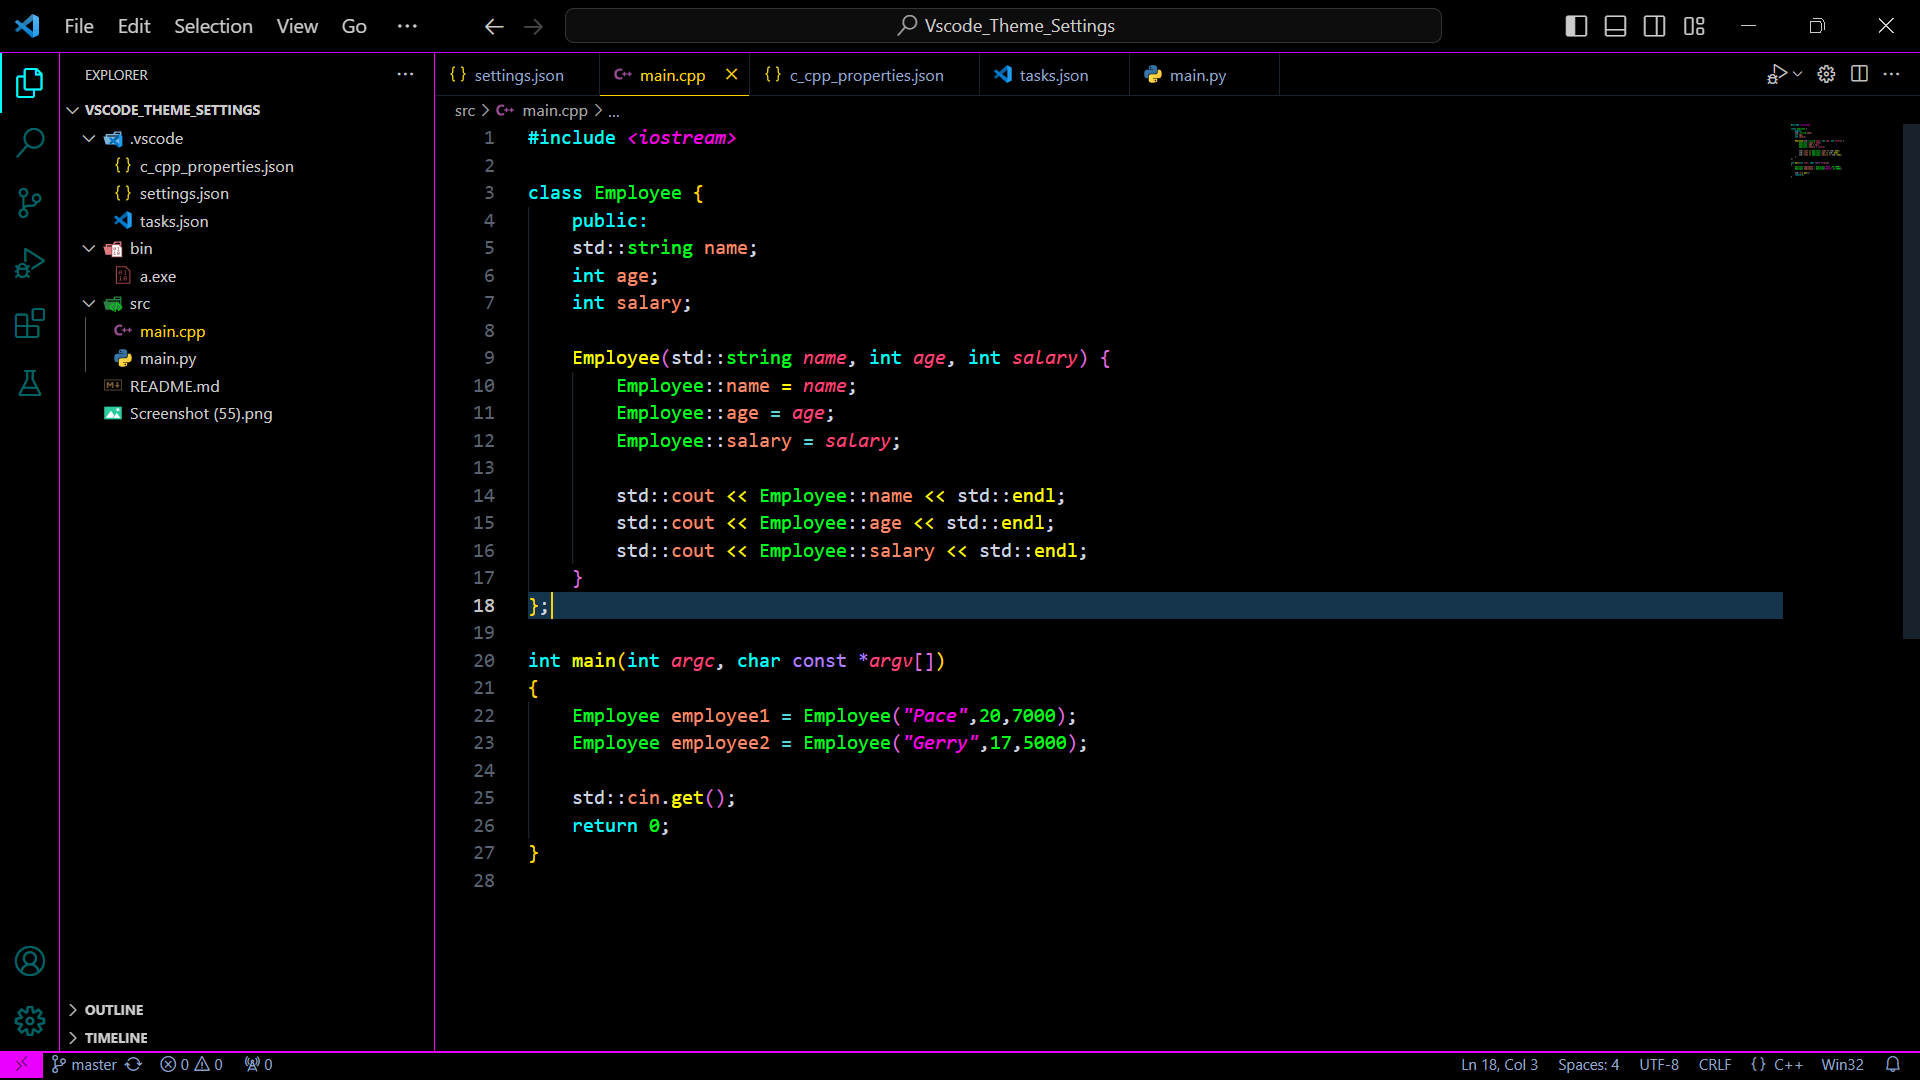 File Edit Selection View Go ··· Vscode_Theme_Settings
EXPLORER
settings.json main.cpp c_cpp_properties.json tasks.json main.py
VSCODE_THEME_SETTINGS
.vscode
c_cpp_properties.json
settings.json
tasks.json
bin
a.exe
src
main.cpp
main.py
README.md
Screenshot (55).png
OUTLINE
TIMELINE
src > main.cpp > ...
1 #include <iostream>
2
3 class Employee {
4     public:
5     std::string name;
6     int age;
7     int salary;
8
9     Employee(std::string name, int age, int salary) {
10         Employee::name = name;
11         Employee::age = age;
12         Employee::salary = salary;
13
14         std::cout << Employee::name << std::endl;
15         std::cout << Employee::age << std::endl;
16         std::cout << Employee::salary << std::endl;
17     }
18 };
19
20 int main(int argc, char const *argv[])
21 {
22     Employee employee1 = Employee("Pace",20,7000);
23     Employee employee2 = Employee("Gerry",17,5000);
24
25     std::cin.get();
26     return 0;
27 }
28
master 0 0 0 Ln 18, Col 3 Spaces: 4 UTF-8 CRLF {} C++ Win32